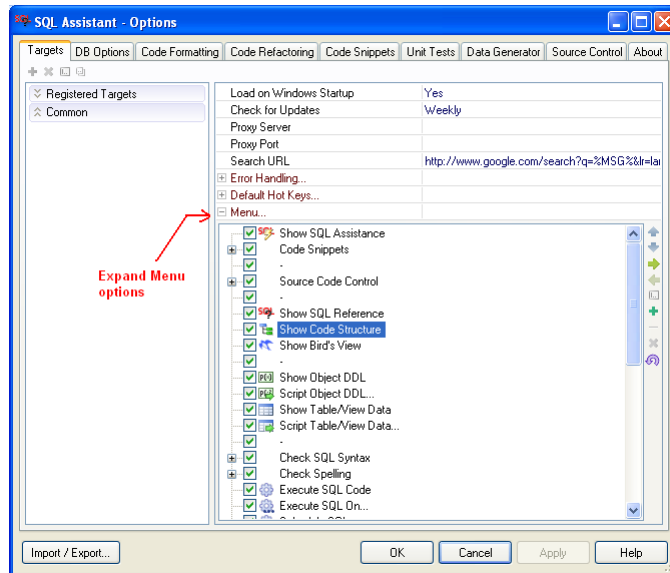 SQL Assistant - Options
Targets DB Options Code Formatting Code Refactoring Code Snippets Unit Tests Data Generator Source Control About
Registered Targets
Common
Load on Windows Startup Yes
Check for Updates Weekly
Proxy Server
Proxy Port
Search URL http://www.google.com/search?q=%MSG%&lr=lan
Error Handling...
Default Hot Keys...
Menu...
Expand Menu
options
Show SQL Assistance
Code Snippets
-
Source Code Control
-
Show SQL Reference
Show Code Structure
Show Bird's View
-
Show Object DDL
Script Object DDL...
Show Table/View Data
Script Table/View Data...
-
Check SQL Syntax
Check Spelling
Execute SQL Code
Execute SQL On...
Import / Export...
OK Cancel Apply Help